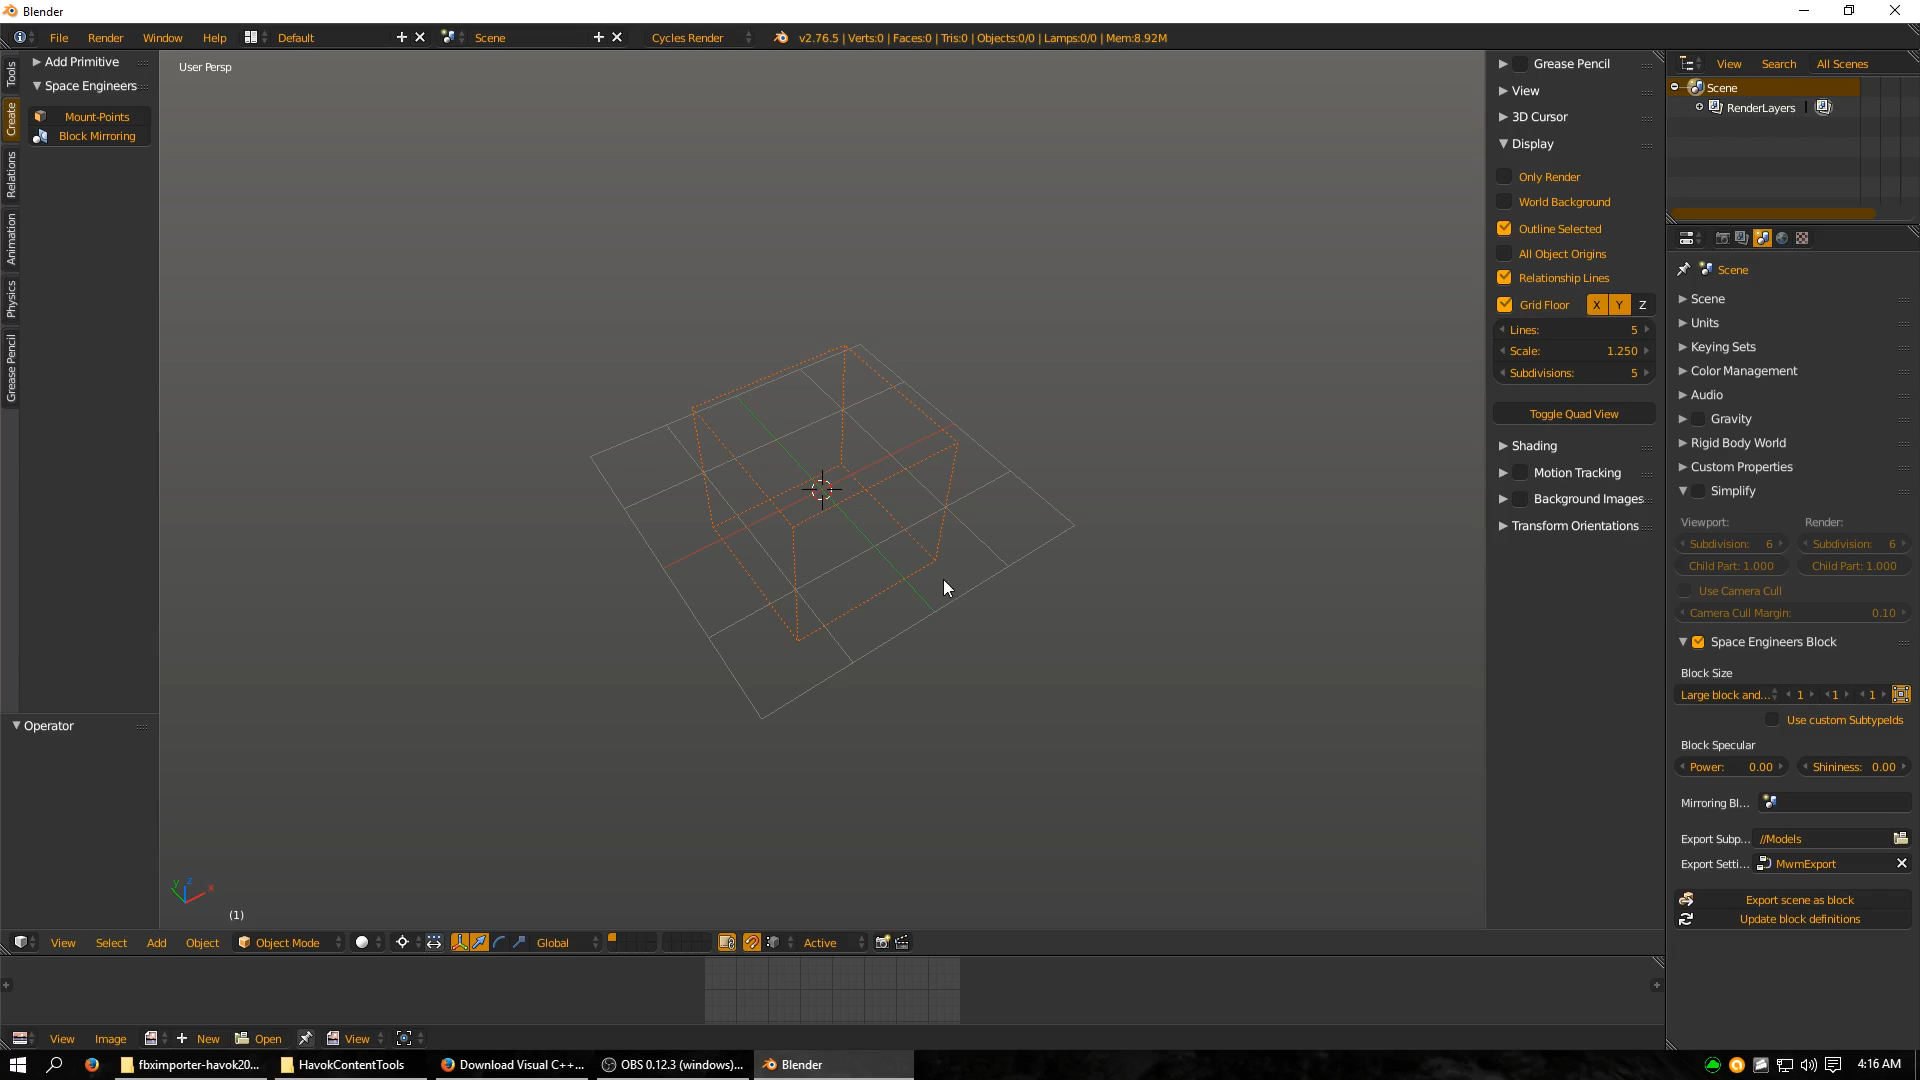 Blender
File Render Window Help Default Scene Cycles Render v2.76.5 | Verts:0 | Faces:0 | Tris:0 | Objects:0/0 | Lamps:0/0 | Mem:8.92M
Tools
Create
Relations
Animation
Physics
Grease Pencil
Add Primitive
Space Engineers
Mount-Points
Block Mirroring
Operator
User Persp
y z x
(1)
Grease Pencil
View
3D Cursor
Display
Only Render
World Background
Outline Selected
All Object Origins
Relationship Lines
Grid Floor X Y Z
Lines: 5
Scale: 1.250
Subdivisions: 5
Toggle Quad View
Shading
Motion Tracking
Background Images
Transform Orientations
View Search All Scenes
Scene
RenderLayers
Scene
Scene
Units
Keying Sets
Color Management
Audio
Gravity
Rigid Body World
Custom Properties
Simplify
Viewport: Render:
Subdivision: 6 Subdivision: 6
Child Part: 1.000 Child Part: 1.000
Use Camera Cull
Camera Cull Margin: 0.10
Space Engineers Block
Block Size
Large block and... 1 1 1
Use custom SubtypeIds
Block Specular
Power: 0.00 Shininess: 0.00
Mirroring Bl...
Export Subp... //Models
Export Setti... MwmExport
Export scene as block
Update block definitions
View Select Add Object Object Mode Global Active
View Image New Open View
fbximporter-havok20... HavokContentTools Download Visual C++... OBS 0.12.3 (windows)... Blender 4:16 AM